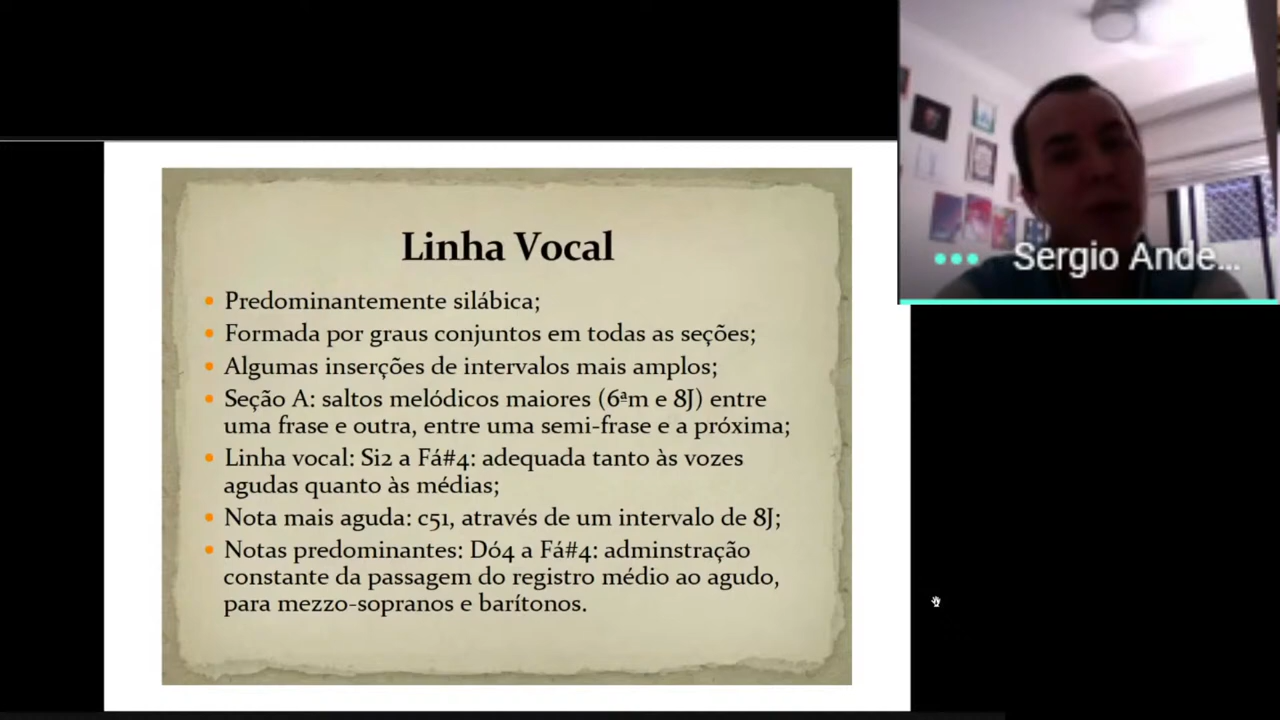 Linha Vocal
• Predominantemente silábica;
• Formada por graus conjuntos em todas as seções;
• Algumas inserções de intervalos mais amplos;
• Seção A: saltos melódicos maiores (6ªm e 8J) entre
uma frase e outra, entre uma semi-frase e a próxima;
• Linha vocal: Si2 a Fá#4: adequada tanto às vozes
agudas quanto às médias;
• Nota mais aguda: c51, através de um intervalo de 8J;
• Notas predominantes: Dó4 a Fá#4: adminstração
constante da passagem do registro médio ao agudo,
para mezzo-sopranos e barítonos.
Sergio Ande...